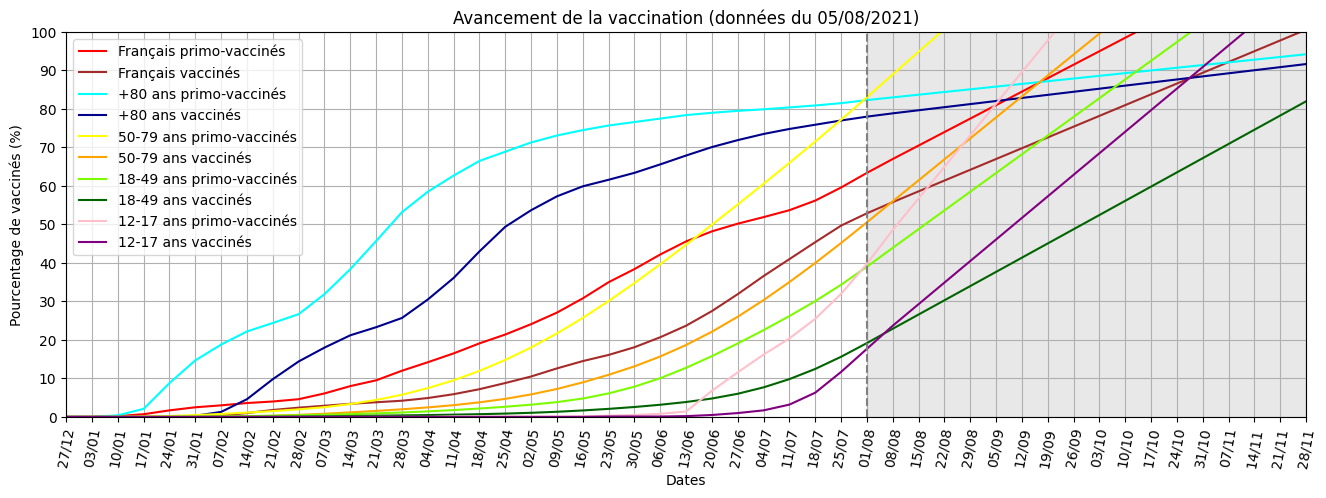 Avancement de la vaccination (données du 05/08/2021)
Pourcentage de vaccinés (%)
100
90
80
70
60
50
40
30
20
10
0
Français primo-vaccinés
Français vaccinés
+80 ans primo-vaccinés
+80 ans vaccinés
50-79 ans primo-vaccinés
50-79 ans vaccinés
18-49 ans primo-vaccinés
18-49 ans vaccinés
12-17 ans primo-vaccinés
12-17 ans vaccinés
27/12 03/01 10/01 17/01 24/01 31/01 07/02 14/02 21/02 28/02 07/03 14/03 21/03 28/03 04/04 11/04 18/04 25/04 02/05 09/05 16/05 23/05 30/05 06/06 13/06 20/06 27/06 04/07 11/07 18/07 25/07 01/08 08/08 15/08 22/08 29/08 05/09 12/09 19/09 26/09 03/10 10/10 17/10 24/10 31/10 07/11 14/11 21/11 28/11
Dates